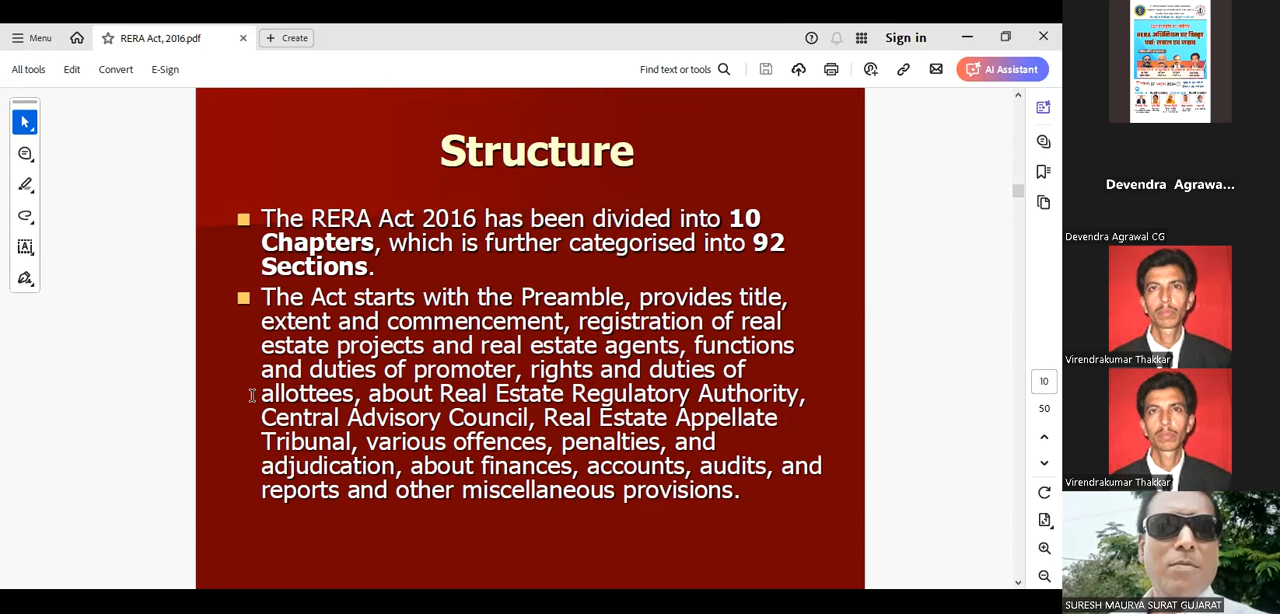 Menu
RERA Act, 2016.pdf
Create
Sign in
All tools Edit Convert E-Sign
Find text or tools
AI Assistant
Structure
The RERA Act 2016 has been divided into 10
Chapters, which is further categorised into 92
Sections.
The Act starts with the Preamble, provides title,
extent and commencement, registration of real
estate projects and real estate agents, functions
and duties of promoter, rights and duties of
allottees, about Real Estate Regulatory Authority,
Central Advisory Council, Real Estate Appellate
Tribunal, various offences, penalties, and
adjudication, about finances, accounts, audits, and
reports and other miscellaneous provisions.
10
50
RERA अधिनियम पर विस्तृत
Devendra Agrawa...
Devendra Agrawal CG
Virendrakumar Thakkar
Virendrakumar Thakkar
SURESH MAURYA SURAT GUJARAT